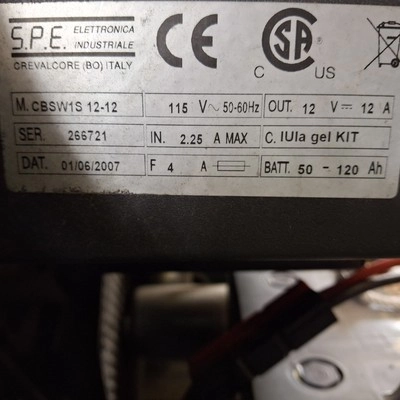 S.P.E. ELETTRONICA INDUSTRIALE
CREVALCORE (BO) ITALY
CE
CSA
C US
M. CBSW1S 12-12 115 V~ 50-60Hz OUT. 12 V⎓ 12 A
SER. 266721 IN. 2.25 A MAX C. IUIa gel KIT
DAT. 01/06/2007 F 4 A BATT. 50 - 120 Ah